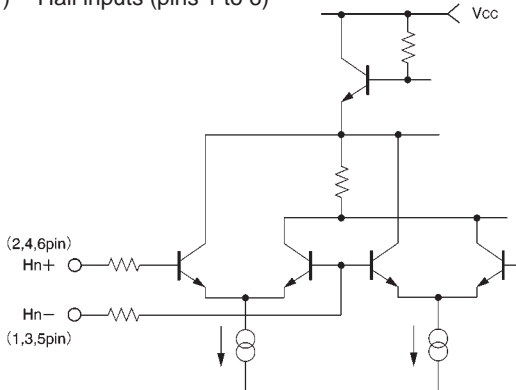 ) Hall inputs (pins 1 to 6)
Vcc
(2,4,6pin)
Hn+
Hn−
(1,3,5pin)